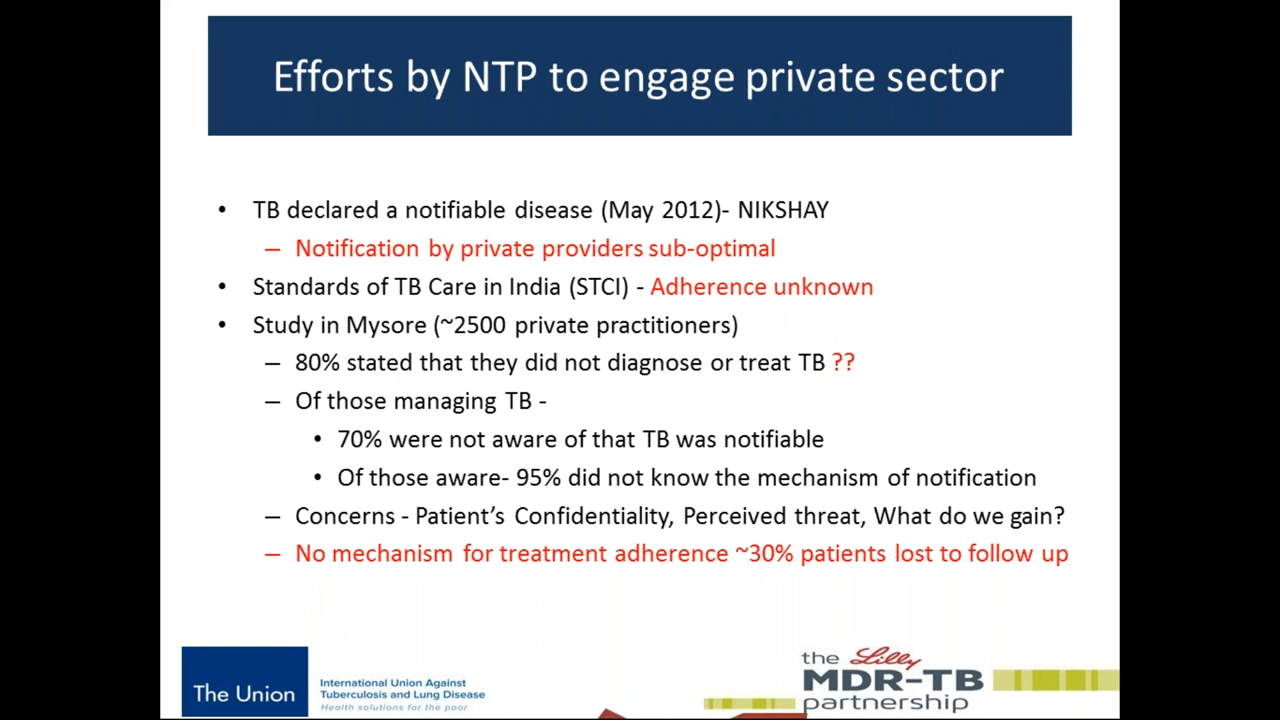 Efforts by NTP to engage private sector
• TB declared a notifiable disease (May 2012)- NIKSHAY
– Notification by private providers sub-optimal
• Standards of TB Care in India (STCI) - Adherence unknown
• Study in Mysore (~2500 private practitioners)
– 80% stated that they did not diagnose or treat TB ??
– Of those managing TB -
• 70% were not aware of that TB was notifiable
• Of those aware- 95% did not know the mechanism of notification
– Concerns - Patient's Confidentiality, Perceived threat, What do we gain?
– No mechanism for treatment adherence ~30% patients lost to follow up
The Union
International Union Against
Tuberculosis and Lung Disease
Health solutions for the poor
the Lilly
MDR-TB
partnership